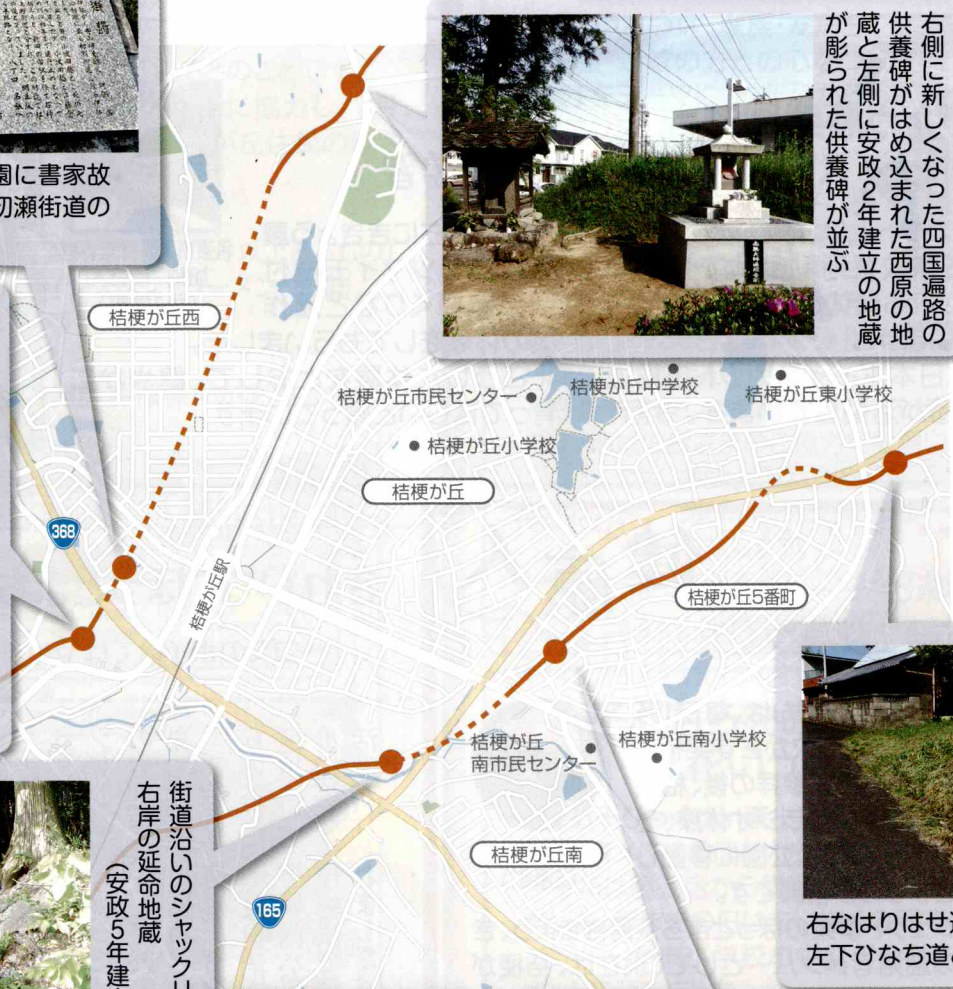 園に書家故
初瀬街道の
右側に新しくなった四国遍路の
供養碑がはめ込まれた西原の地
蔵と左側に安政2年建立の地蔵
が彫られた供養碑が並ぶ
桔梗が丘西
桔梗が丘市民センター
桔梗が丘中学校
桔梗が丘東小学校
桔梗が丘小学校
桔梗が丘
368
桔梗が丘駅
桔梗が丘5番町
桔梗が丘
南市民センター
桔梗が丘南小学校
桔梗が丘南
165
街道沿いのシャックリ
右岸の延命地蔵
(安政5年建
右なはりはせ
左下ひなち道